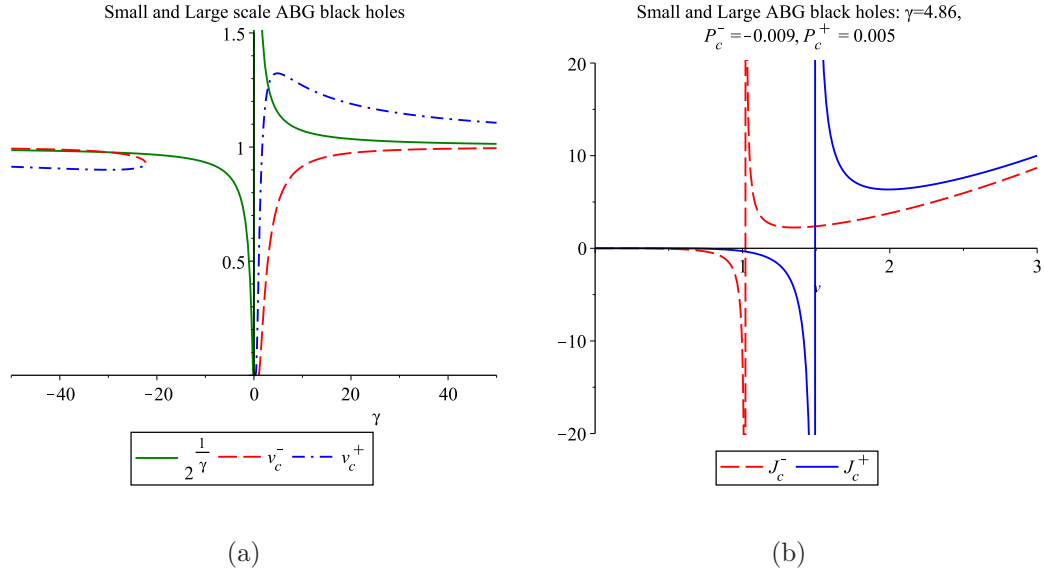 Small and Large scale ABG black holes
1.5
1
0.5
−40 −20 0 20 40
γ
2^{1/γ} v_c^- v_c^+
(a)
Small and Large ABG black holes: γ=4.86,
P_c^- =−0.009, P_c^+ = 0.005
20
10
0
1 2 3
v
−10
−20
J_c^- J_c^+
(b)